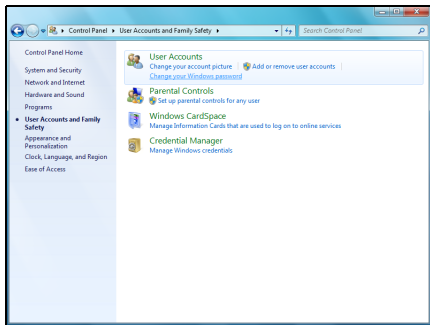 Control Panel ▸ User Accounts and Family Safety ▸
Search Control Panel
Control Panel Home
System and Security
Network and Internet
Hardware and Sound
Programs
User Accounts and Family
Safety
Appearance and
Personalization
Clock, Language, and Region
Ease of Access
User Accounts
Change your account picture
Add or remove user accounts
Change your Windows password
Parental Controls
Set up parental controls for any user
Windows CardSpace
Manage Information Cards that are used to log on to online services
Credential Manager
Manage Windows credentials